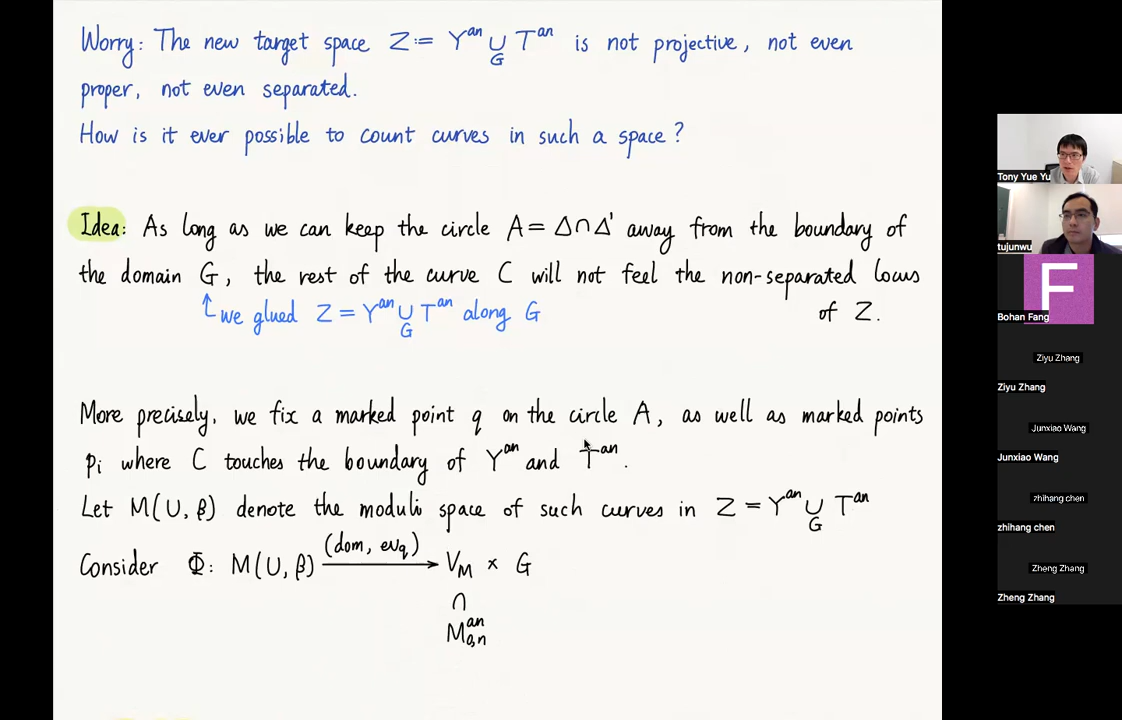 Worry: The new target space Z := Y^an ∪_G T^an is not projective, not even
proper, not even separated.
How is it ever possible to count curves in such a space?
Idea: As long as we can keep the circle A = Δ∩Δ' away from the boundary of
the domain G, the rest of the curve C will not feel the non-separated locus
of Z.
↑ we glued Z = Y^an ∪_G T^an along G
More precisely, we fix a marked point q on the circle A, as well as marked points
p_i where C touches the boundary of Y^an and T^an.
Let M(U, β) denote the moduli space of such curves in Z = Y^an ∪_G T^an
Consider Φ: M(U, β) (dom, ev_q) → V_M × G
∩
M^an_0,n
Tony Yue Yu
tujunwu
F
Bohan Fang
Ziyu Zhang
Ziyu Zhang
Junxiao Wang
Junxiao Wang
zhihang chen
zhihang chen
Zheng Zhang
Zheng Zhang